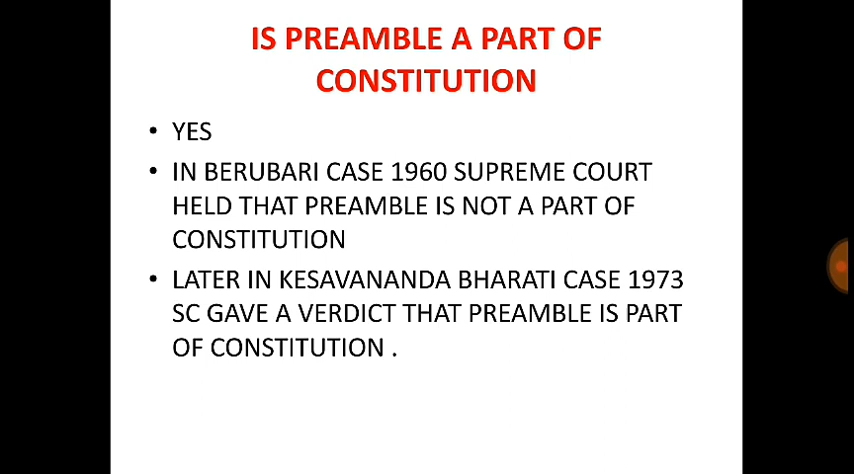 IS PREAMBLE A PART OF
CONSTITUTION
• YES
• IN BERUBARI CASE 1960 SUPREME COURT
HELD THAT PREAMBLE IS NOT A PART OF
CONSTITUTION
• LATER IN KESAVANANDA BHARATI CASE 1973
SC GAVE A VERDICT THAT PREAMBLE IS PART
OF CONSTITUTION .